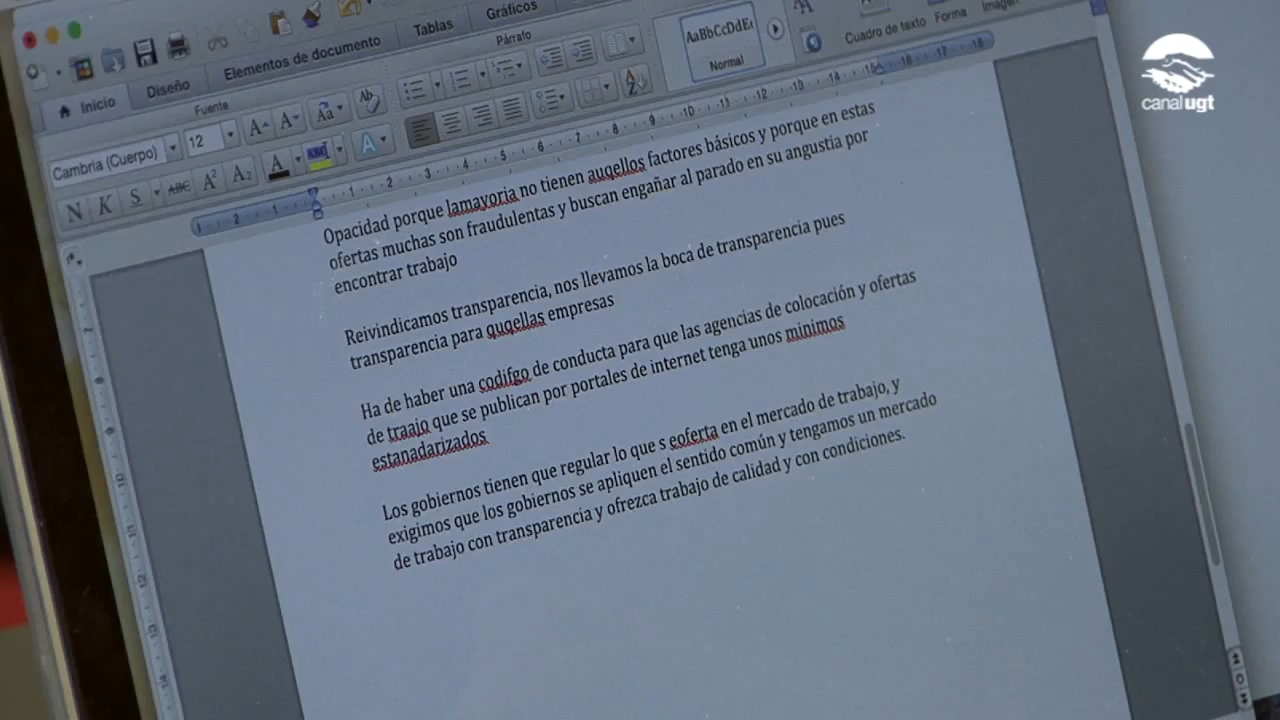 canalugt
Tablas
Gráficos
Inicio
Diseño
Elementos de documento
Fuente
Párrafo
AaBbCcDdE
Normal
Cuadro de texto
Forma
Imagen
Cambria (Cuerpo)
12
N K S ABC A² A₂
Opacidad porque lamayoria no tienen auqellos factores básicos y porque en estas
ofertas muchas son fraudulentas y buscan engañar al parado en su angustia por
encontrar trabajo
Reivindicamos transparencia, nos llevamos la boca de transparencia pues
transparencia para quqellas empresas
Ha de haber una codifgo de conducta para que las agencias de colocación y ofertas
de traajo que se publican por portales de internet tenga unos minimos
estanadarizados
Los gobiernos tienen que regular lo que s eoferta en el mercado de trabajo, y
exigimos que los gobiernos se apliquen el sentido común y tengamos un mercado
de trabajo con transparencia y ofrezca trabajo de calidad y con condiciones.